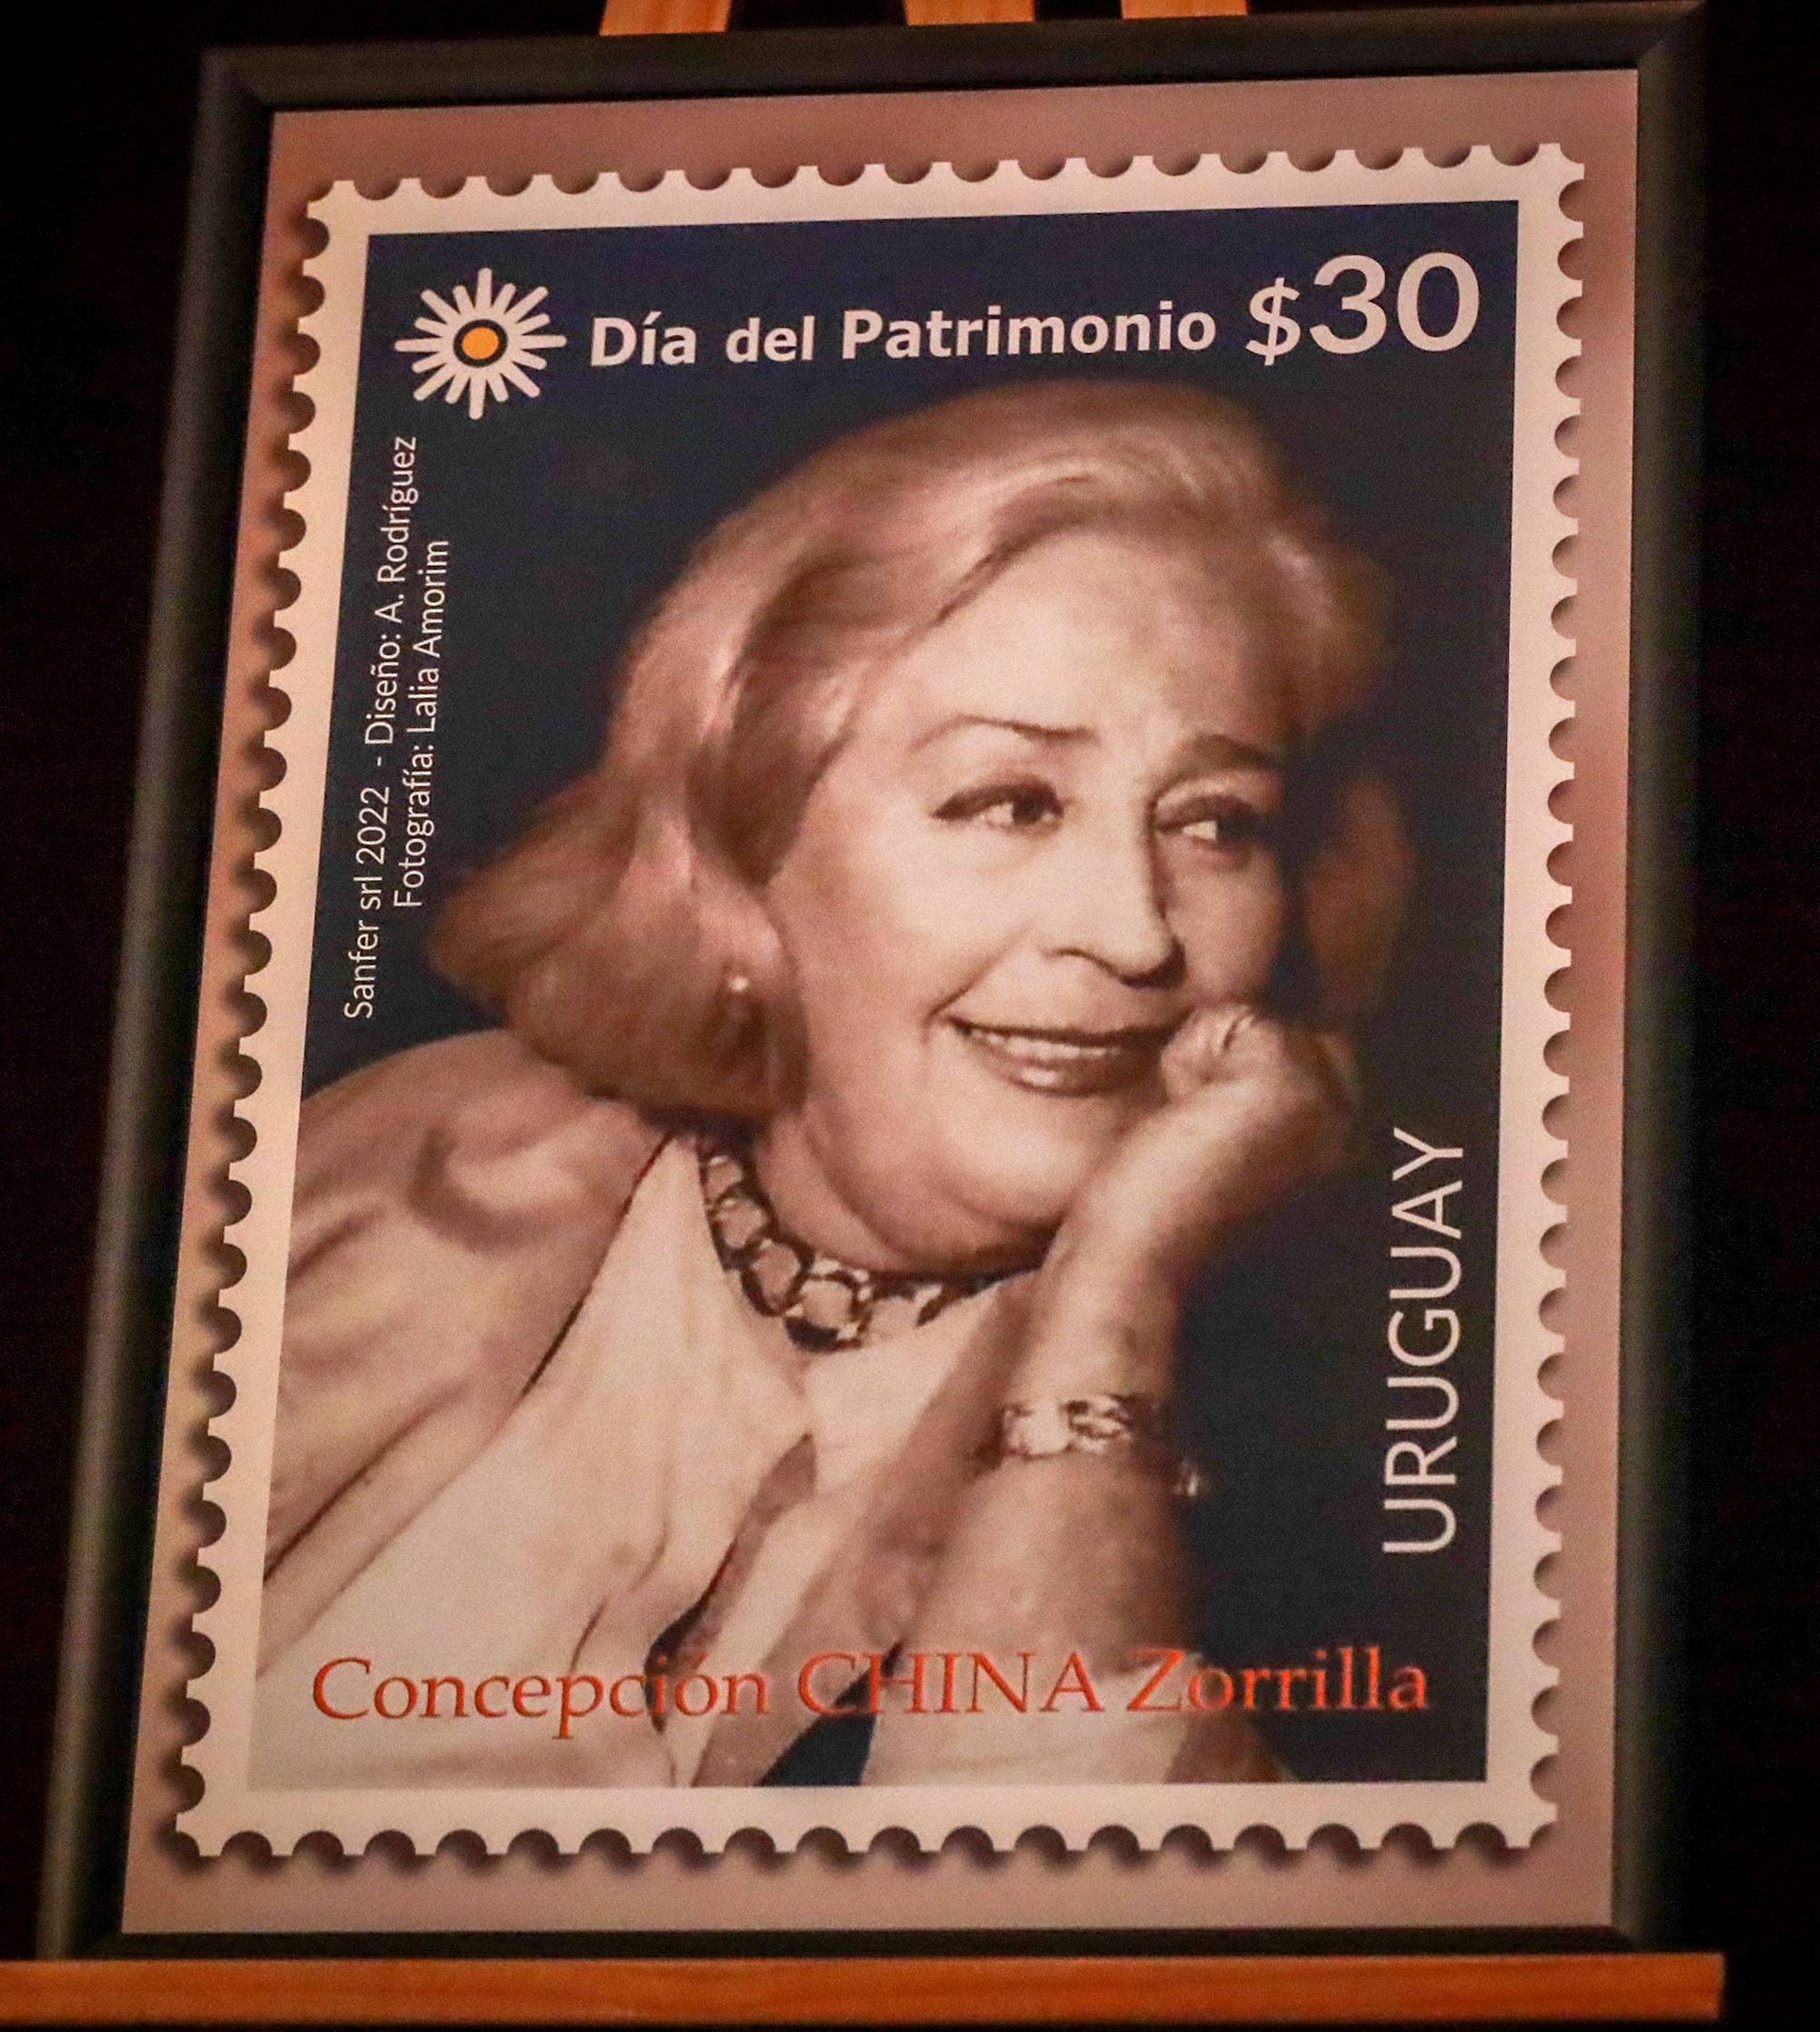 Día del Patrimonio $30
Sanfer srl 2022 - Diseño: A. Rodríguez
Fotografía: Lalia Amorim
URUGUAY
Concepción CHINA Zorrilla